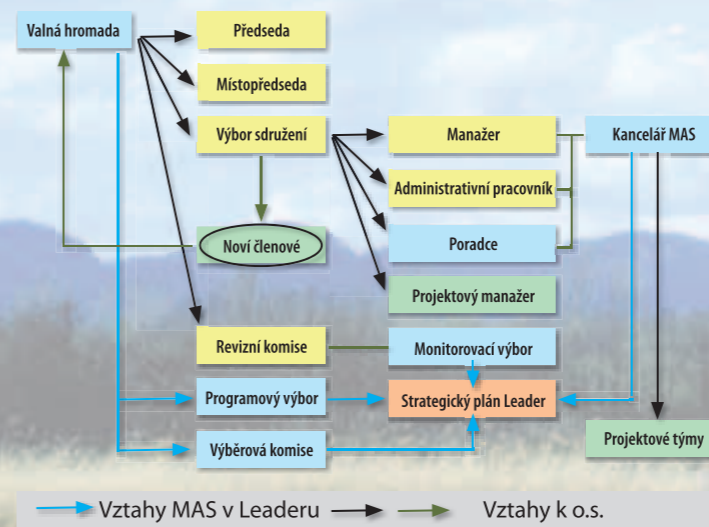 Valná hromada
Předseda
Místopředseda
Výbor sdružení
Manažer
Kancelář MAS
Administrativní pracovník
Noví členové
Poradce
Projektový manažer
Revizní komise
Monitorovací výbor
Programový výbor
Strategický plán Leader
Výběrová komise
Projektové týmy
Vztahy MAS v Leaderu
Vztahy k o.s.